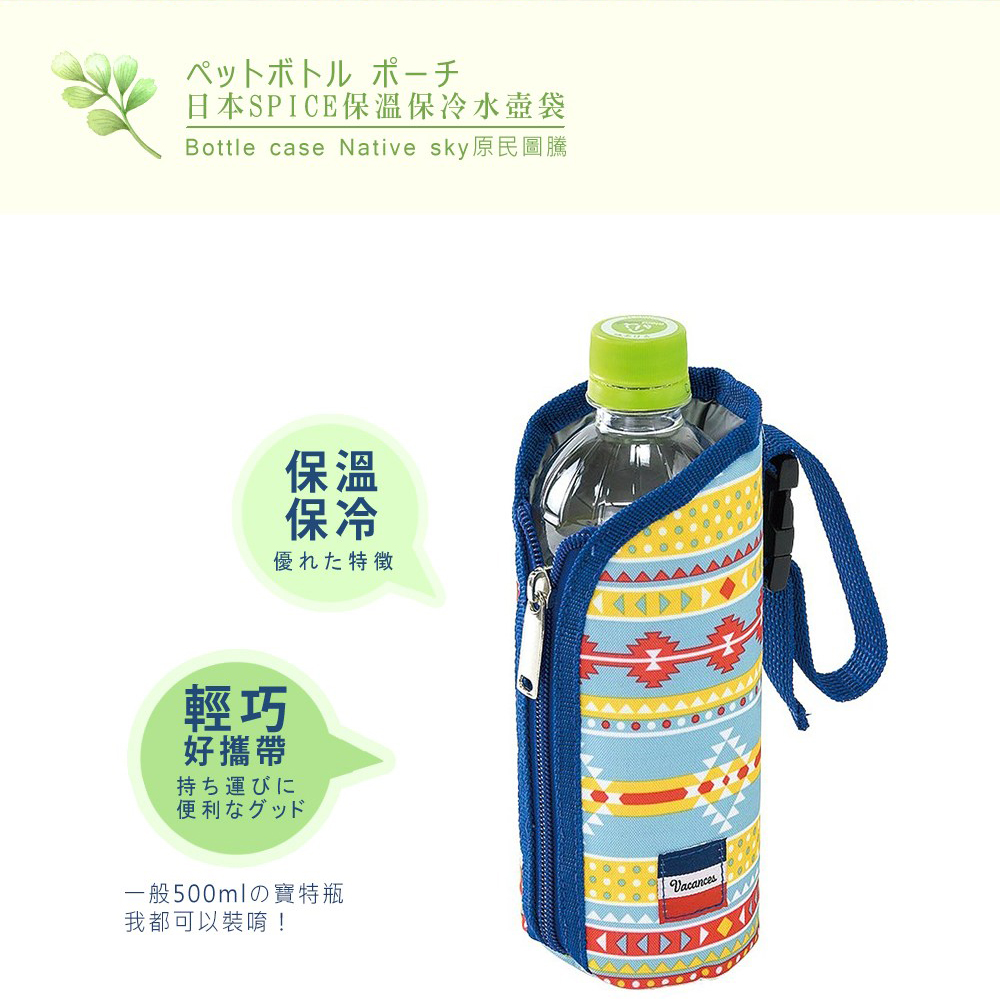 ペットボトル ポーチ
日本SPICE保溫保冷水壺袋
Bottle case Native sky原民圖騰
保溫
保冷
優れた特徴
輕巧
好攜帶
持ち運びに
便利なグッド
一般500mlの寶特瓶
我都可以裝唷！
Vacances